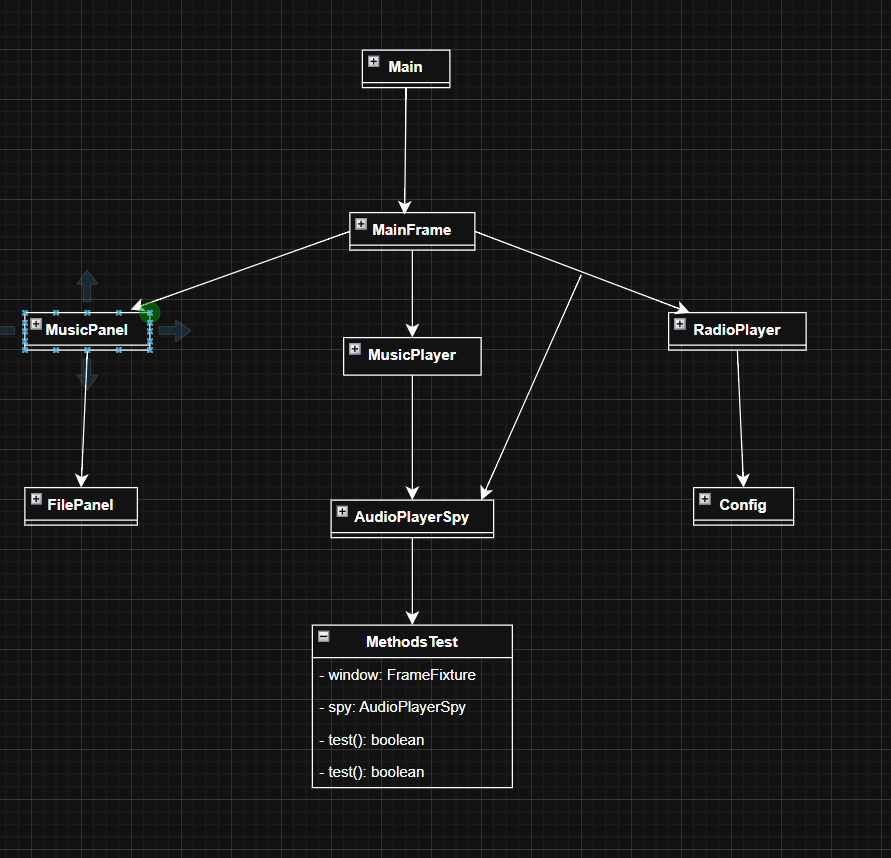 Main
MainFrame
MusicPanel
MusicPlayer
RadioPlayer
FilePanel
AudioPlayerSpy
Config
MethodsTest
- window: FrameFixture
- spy: AudioPlayerSpy
- test(): boolean
- test(): boolean